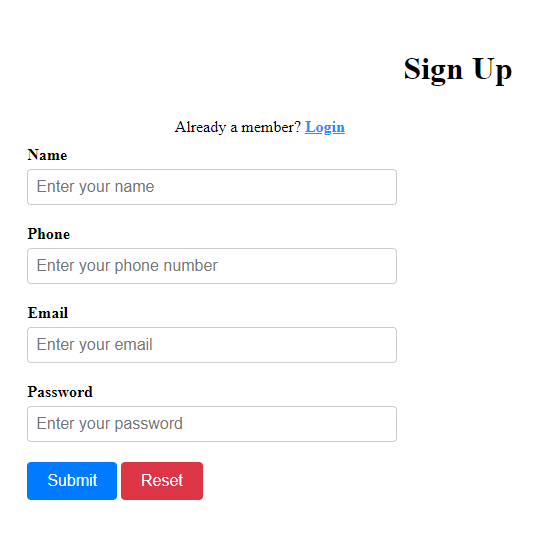 Sign Up
Already a member? Login
Name
Enter your name
Phone
Enter your phone number
Email
Enter your email
Password
Enter your password
Submit Reset